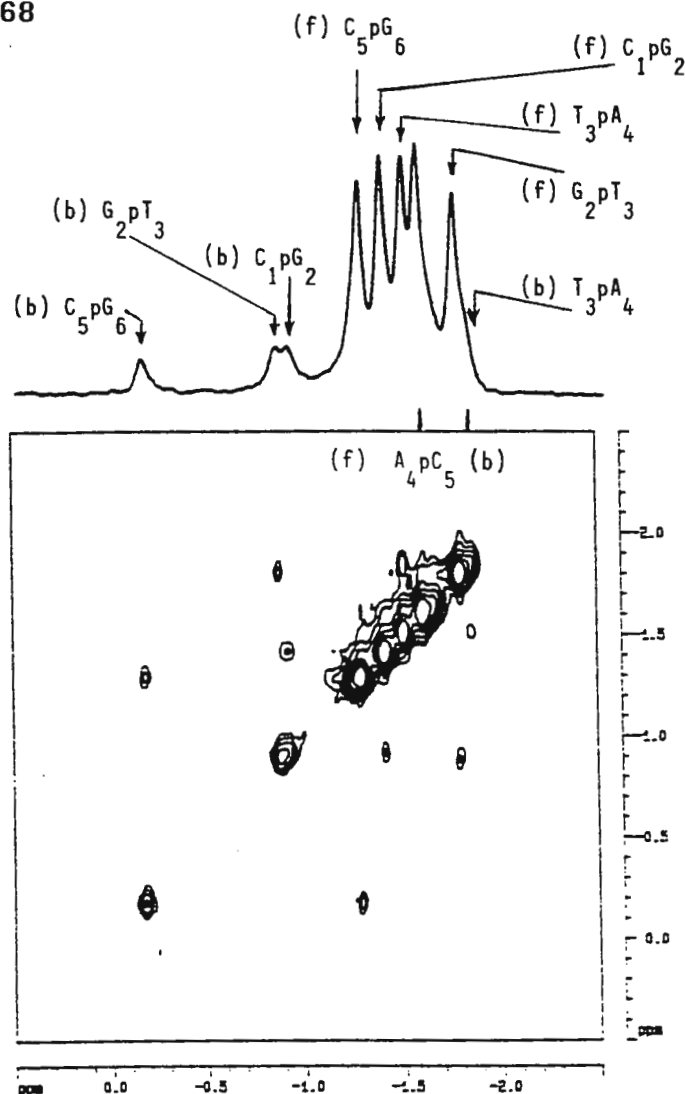 68
(f) C5pG6
(f) C1pG2
(f) T3pA4
(f) G2pT3
(b) G2pT3
(b) C1pG2
(b) C5pG6
(b) T3pA4
(f) A4pC5 (b)
-2.0
-1.5
-1.0
-0.5
0.0
ppm
ppm 0.0 -0.5 -1.0 -1.5 -2.0